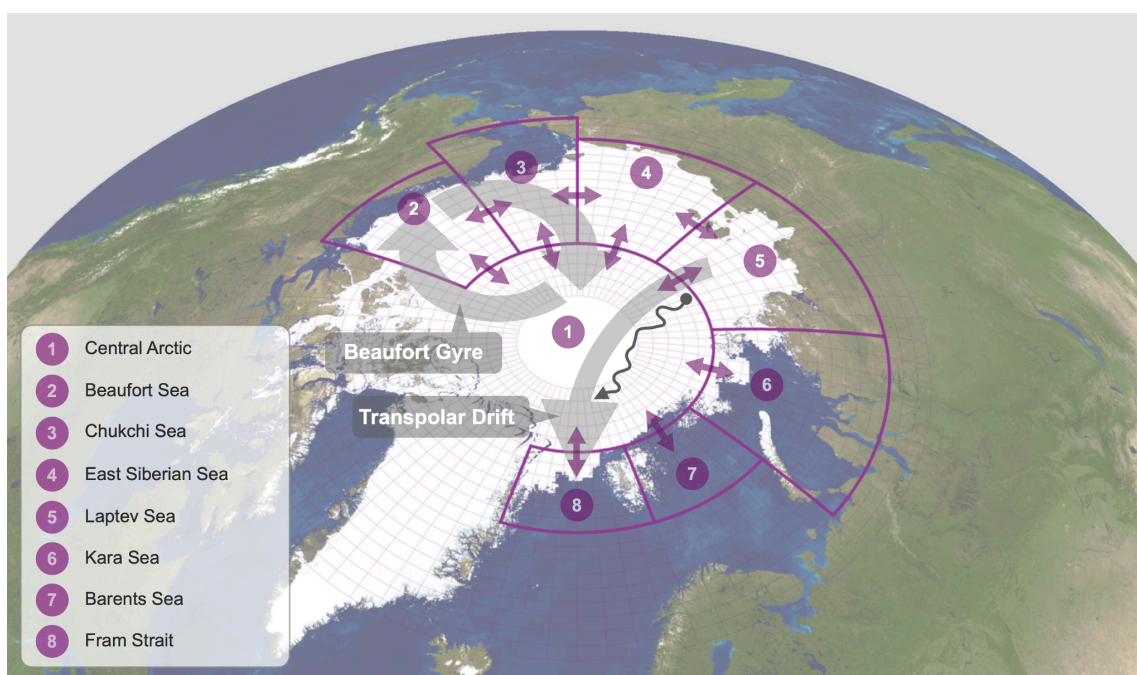 3
4
2
5
1
Beaufort Gyre
6
Transpolar Drift
7
8
1 Central Arctic
2 Beaufort Sea
3 Chukchi Sea
4 East Siberian Sea
5 Laptev Sea
6 Kara Sea
7 Barents Sea
8 Fram Strait